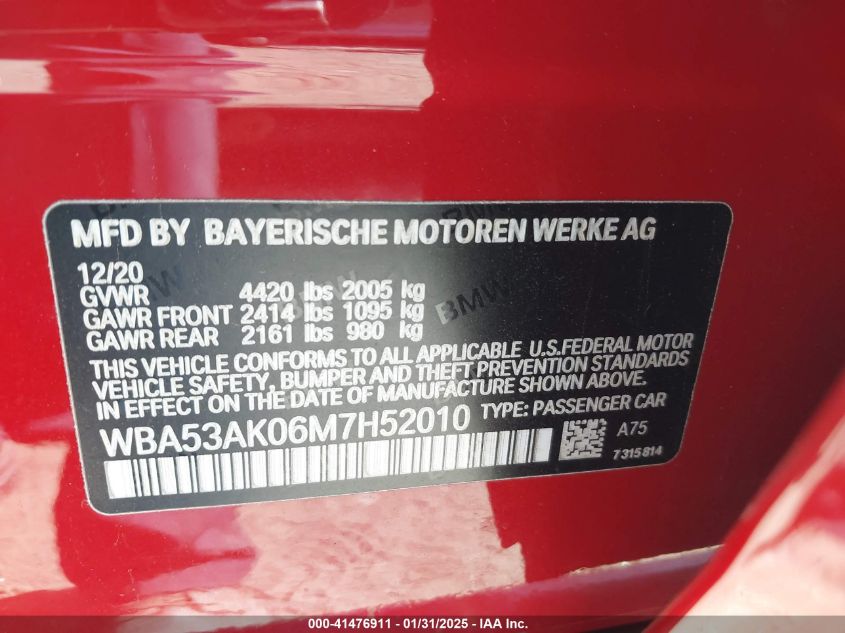 MFD BY BAYERISCHE MOTOREN WERKE AG
12/20
GVWR 4420 lbs 2005 kg
GAWR FRONT 2414 lbs 1095 kg
GAWR REAR 2161 lbs 980 kg
THIS VEHICLE CONFORMS TO ALL APPLICABLE U.S.FEDERAL MOTOR
VEHICLE SAFETY, BUMPER AND THEFT PREVENTION STANDARDS
IN EFFECT ON THE DATE OF MANUFACTURE SHOWN ABOVE.
WBA53AK06M7H52010 TYPE: PASSENGER CAR
A75
7315814
BMW
BMW
000-41476911 - 01/31/2025 - IAA Inc.